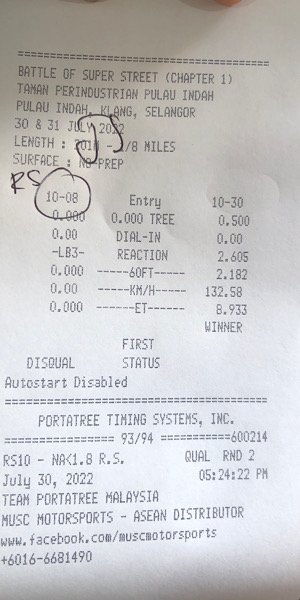 BATTLE OF SUPER STREET (CHAPTER 1)
TAMAN PERINDUSTRIAN PULAU INDAH
PULAU INDAH, KLANG, SELANGOR
30 & 31 JULY 2022
LENGTH : 201M - 1/8 MILES
SURFACE : NO-PREP
RS
10-08 Entry 10-30
0.000 0.000 TREE 0.500
0.00 DIAL-IN 0.00
-LB3- REACTION 2.605
0.000 ------60FT------ 2.182
0.00 -----KM/H----- 132.58
0.000 ------ET------ 8.933
WINNER
FIRST
DISQUAL STATUS
Autostart Disabled
PORTATREE TIMING SYSTEMS, INC.
================ 93/94 ===========600214
RS10 - NA<1.8 R.S. QUAL RND 2
July 30, 2022 05:24:22 PM
TEAM PORTATREE MALAYSIA
MUSC MOTORSPORTS - ASEAN DISTRIBUTOR
www.facebook.com/muscmotorsports
+6016-6681490